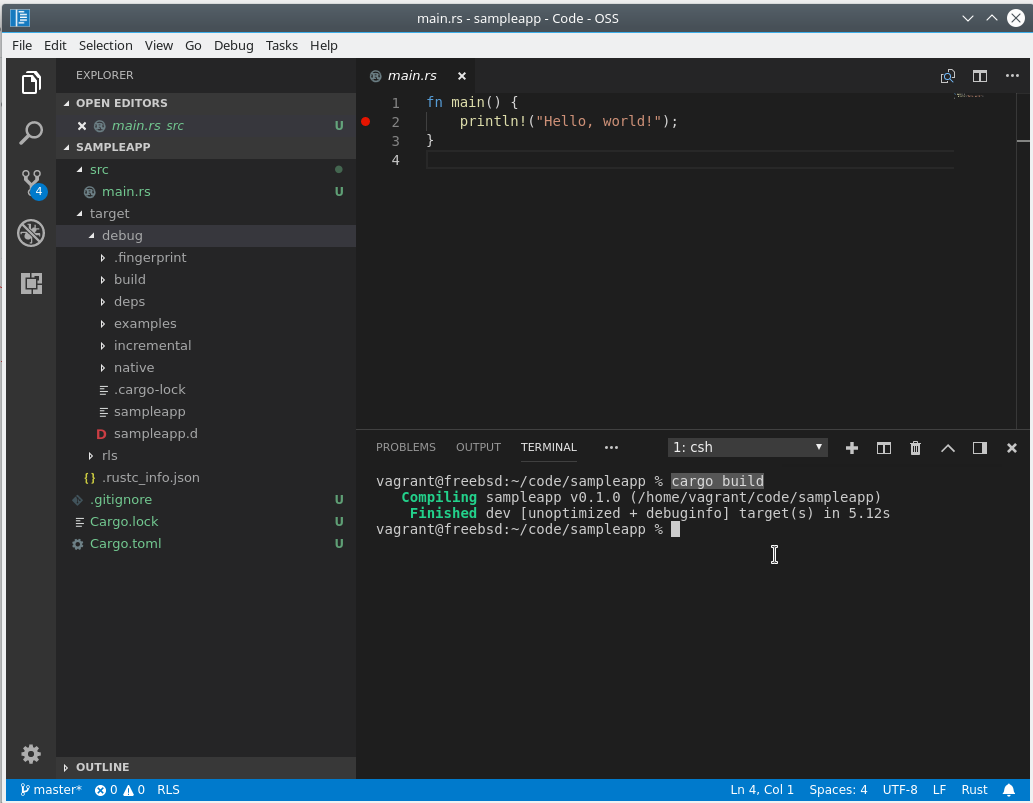 main.rs - sampleapp - Code - OSS
File Edit Selection View Go Debug Tasks Help
EXPLORER
OPEN EDITORS
main.rs src U
SAMPLEAPP
src
main.rs U
target
debug
.fingerprint
build
deps
examples
incremental
native
.cargo-lock
sampleapp
D sampleapp.d
rls
{} .rustc_info.json
.gitignore U
Cargo.lock U
Cargo.toml U
OUTLINE
4
main.rs
1 fn main() {
2     println!("Hello, world!");
3 }
4
PROBLEMS OUTPUT TERMINAL ••• 1: csh
vagrant@freebsd:~/code/sampleapp % cargo build
   Compiling sampleapp v0.1.0 (/home/vagrant/code/sampleapp)
    Finished dev [unoptimized + debuginfo] target(s) in 5.12s
vagrant@freebsd:~/code/sampleapp %
master* 0 0 RLS Ln 4, Col 1 Spaces: 4 UTF-8 LF Rust